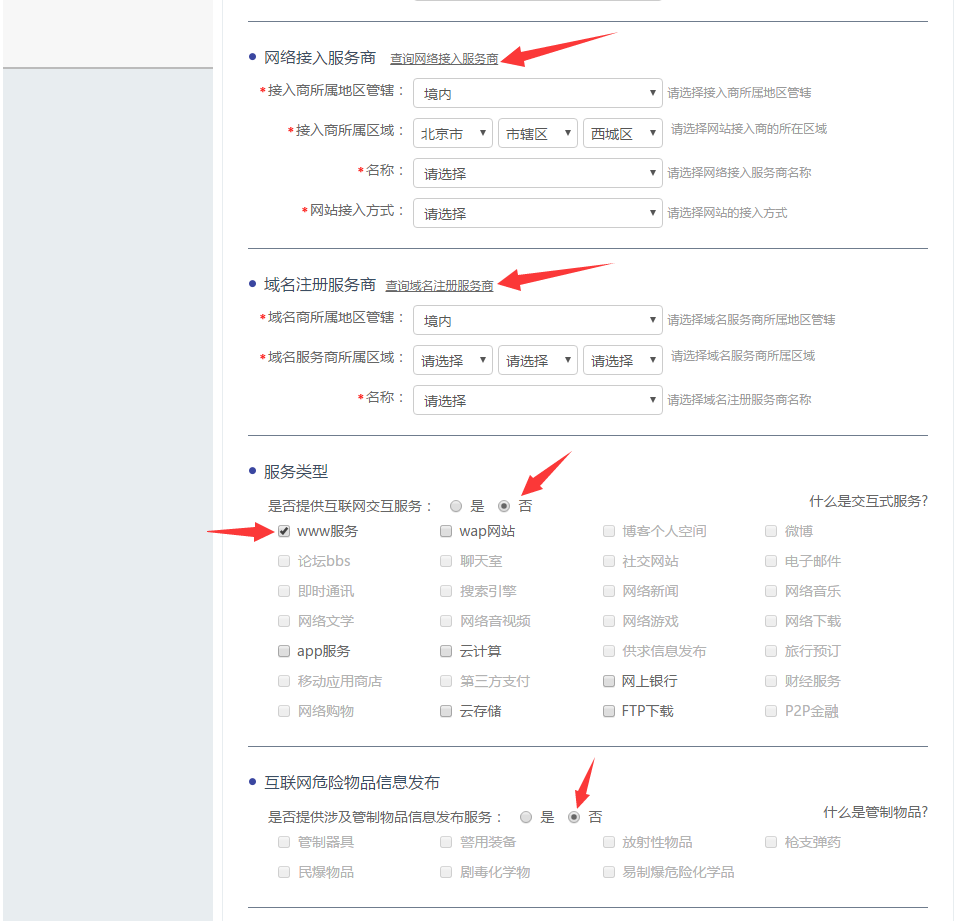 网络接入服务商 查询网络接入服务商
*接入商所属地区管辖： 境内 请选择接入商所属地区管辖
*接入商所属区域： 北京市 市辖区 西城区 请选择网站接入商的所在区域
*名称： 请选择 请选择网络接入服务商名称
*网站接入方式： 请选择 请选择网站的接入方式
域名注册服务商 查询域名注册服务商
*域名商所属地区管辖： 境内 请选择域名服务商所属地区管辖
*域名服务商所属区域： 请选择 请选择 请选择 请选择域名服务商所属区域
*名称： 请选择 请选择域名注册服务商名称
服务类型
是否提供互联网交互服务： 是 否 什么是交互式服务?
www服务 wap网站 博客个人空间 微博
论坛bbs 聊天室 社交网站 电子邮件
即时通讯 搜索引擎 网络新闻 网络音乐
网络文学 网络音视频 网络游戏 网络下载
app服务 云计算 供求信息发布 旅行预订
移动应用商店 第三方支付 网上银行 财经服务
网络购物 云存储 FTP下载 P2P金融
互联网危险物品信息发布
是否提供涉及管制物品信息发布服务： 是 否 什么是管制物品?
管制器具 警用装备 放射性物品 枪支弹药
民爆物品 剧毒化学物 易制爆危险化学品